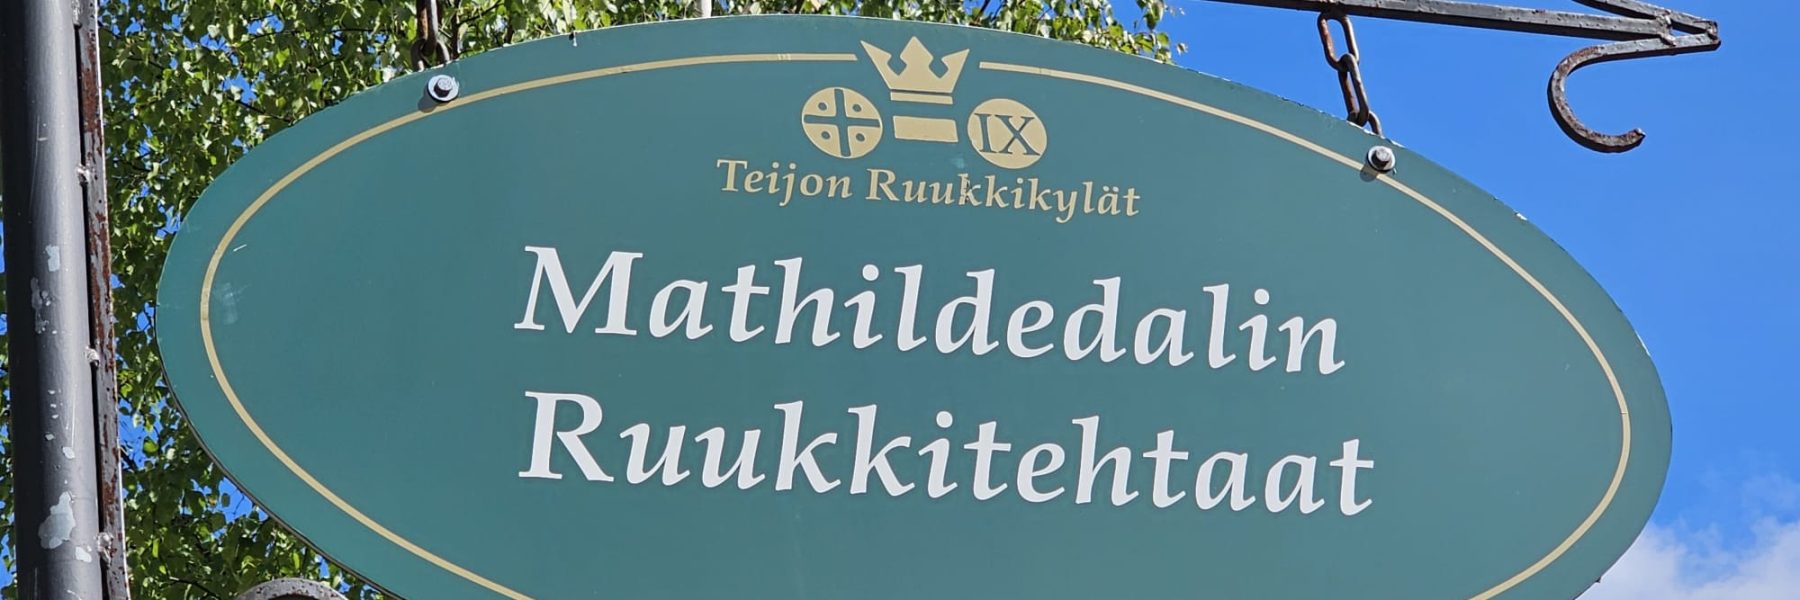 IX
Teijon Ruukkikylät
Mathildedalin
Ruukkitehtaat